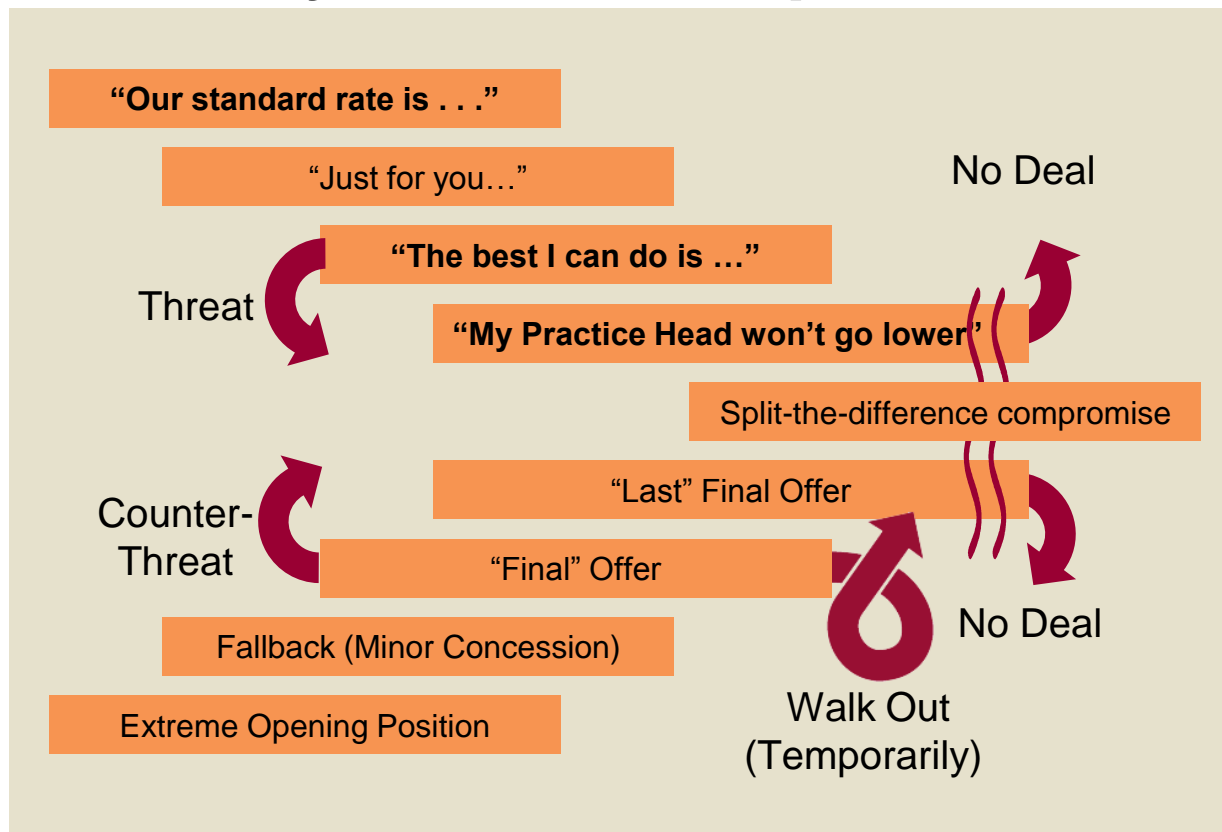 “Our standard rate is . . .”
“Just for you…”
No Deal
“The best I can do is …”
Threat
“My Practice Head won’t go lower”
Split-the-difference compromise
“Last” Final Offer
Counter-
Threat
“Final” Offer
No Deal
Fallback (Minor Concession)
Extreme Opening Position
Walk Out
(Temporarily)